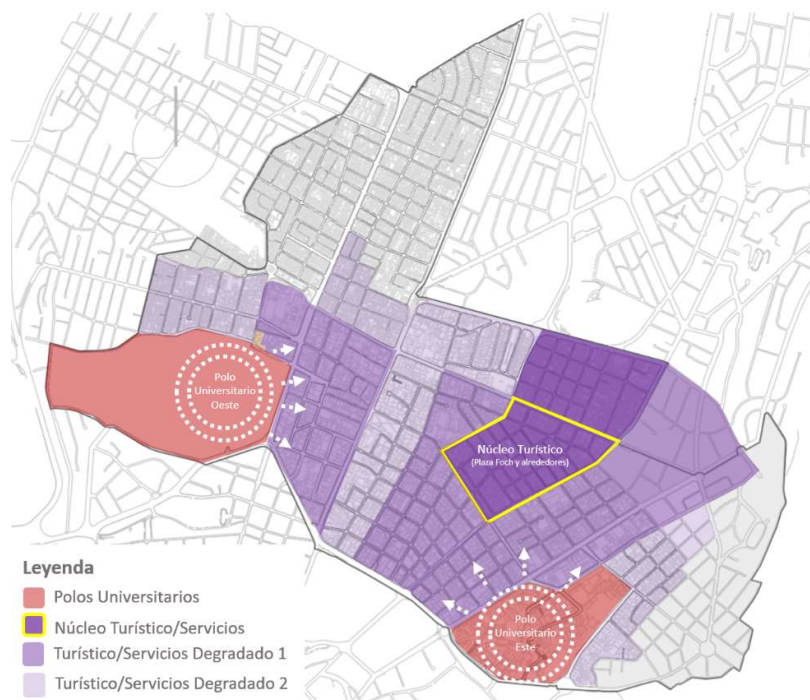 Polo
Universitario
Oeste
Núcleo Turístico
(Plaza Foch y alrededores)
Polo
Universitario
Este
Leyenda
Polos Universitarios
Núcleo Turístico/Servicios
Turístico/Servicios Degradado 1
Turístico/Servicios Degradado 2